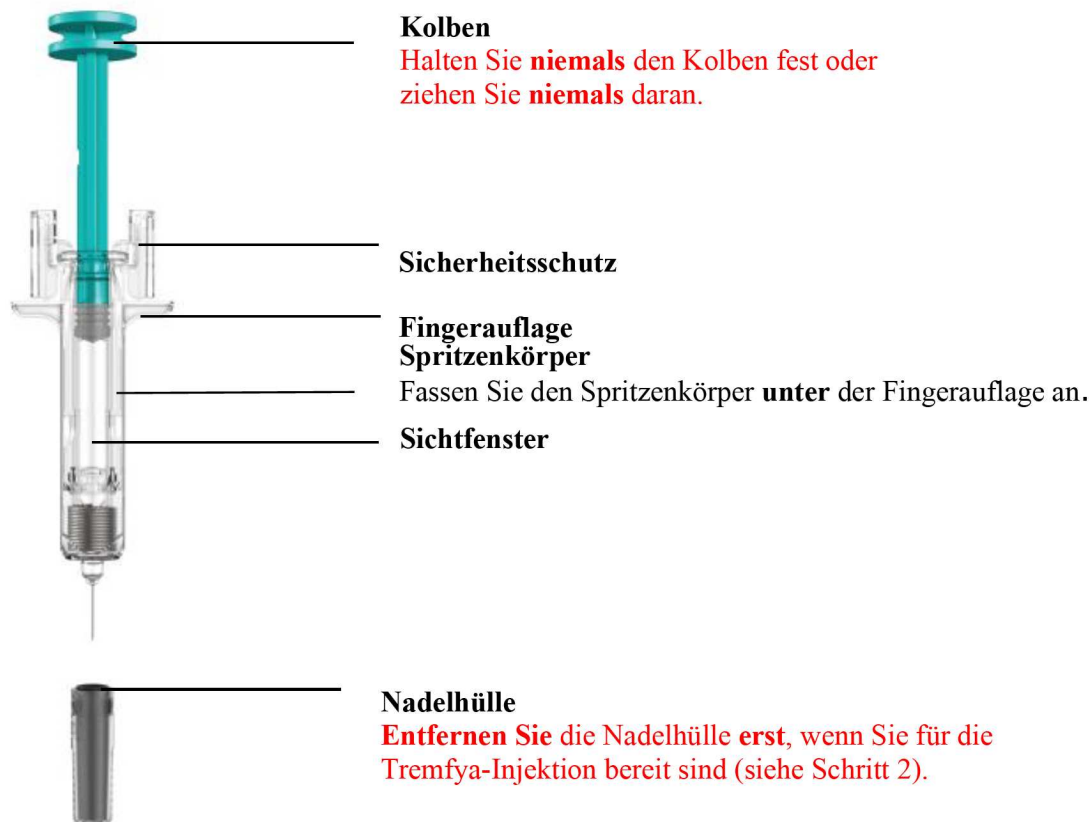 Kolben
Halten Sie niemals den Kolben fest oder
ziehen Sie niemals daran.
Sicherheitsschutz
Fingerauflage
Spritzenkörper
Fassen Sie den Spritzenkörper unter der Fingerauflage an.
Sichtfenster
Nadelhülle
Entfernen Sie die Nadelhülle erst, wenn Sie für die
Tremfya-Injektion bereit sind (siehe Schritt 2).